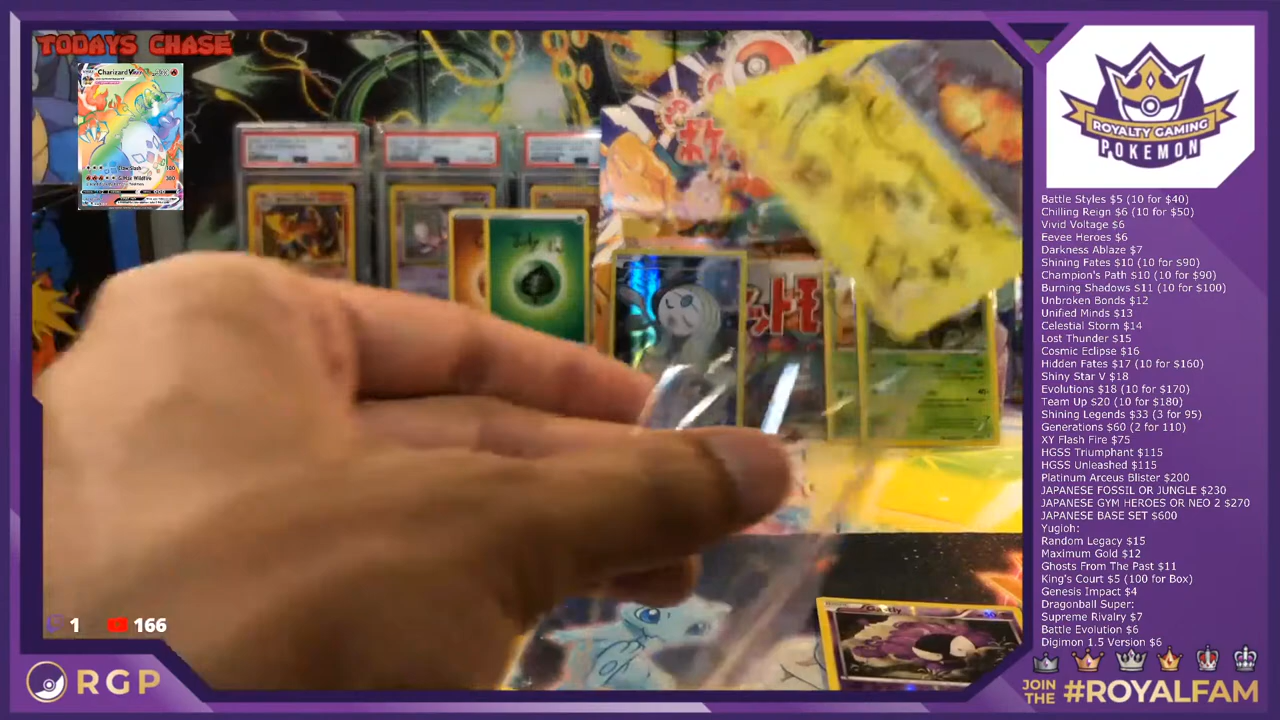 TODAYS CHASE
Charizard
G-Max Wildfire 300
ROYALTY GAMING
POKEMON
Battle Styles $5 (10 for $40)
Chilling Reign $6 (10 for $50)
Vivid Voltage $6
Eevee Heroes $6
Darkness Ablaze $7
Shining Fates $10 (10 for $90)
Champion's Path $10 (10 for $90)
Burning Shadows $11 (10 for $100)
Unbroken Bonds $12
Unified Minds $13
Celestial Storm $14
Lost Thunder $15
Cosmic Eclipse $16
Hidden Fates $17 (10 for $160)
Shiny Star V $18
Evolutions $18 (10 for $170)
Team Up $20 (10 for $180)
Shining Legends $33 (3 for 95)
Generations $60 (2 for 110)
XY Flash Fire $75
HGSS Triumphant $115
HGSS Unleashed $115
Platinum Arceus Blister $200
JAPANESE FOSSIL OR JUNGLE $230
JAPANESE GYM HEROES OR NEO 2 $270
JAPANESE BASE SET $600
Yugioh:
Random Legacy $15
Maximum Gold $12
Ghosts From The Past $11
King's Court $5 (100 for Box)
Genesis Impact $4
Dragonball Super:
Supreme Rivalry $7
Battle Evolution $6
Digimon 1.5 Version $6
July 12
Gastly
1
166
RGP
JOIN
THE #ROYALFAM